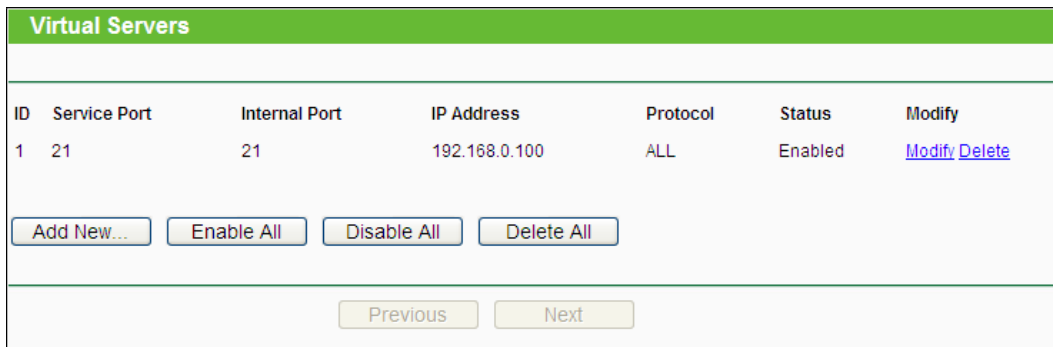 Virtual Servers
ID Service Port Internal Port IP Address Protocol Status Modify
1 21 21 192.168.0.100 ALL Enabled Modify Delete
Add New... Enable All Disable All Delete All
Previous Next